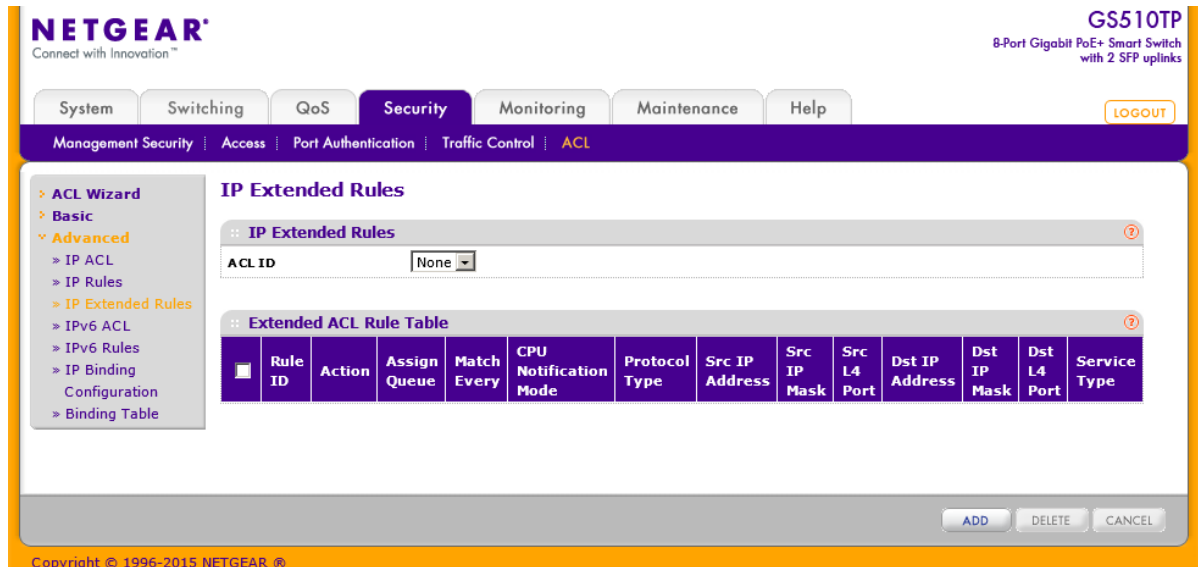 NETGEAR®
Connect with Innovation™
GS510TP
8-Port Gigabit PoE+ Smart Switch
with 2 SFP uplinks
System Switching QoS Security Monitoring Maintenance Help
LOGOUT
Management Security Access Port Authentication Traffic Control ACL
ACL Wizard
Basic
Advanced
» IP ACL
» IP Rules
» IP Extended Rules
» IPv6 ACL
» IPv6 Rules
» IP Binding
Configuration
» Binding Table
IP Extended Rules
IP Extended Rules
ACL ID None
Extended ACL Rule Table
Rule ID Action Assign Queue Match Every CPU Notification Mode Protocol Type Src IP Address Src IP Mask Src L4 Port Dst IP Address Dst IP Mask Dst L4 Port Service Type
ADD DELETE CANCEL
Copyright © 1996-2015 NETGEAR ®